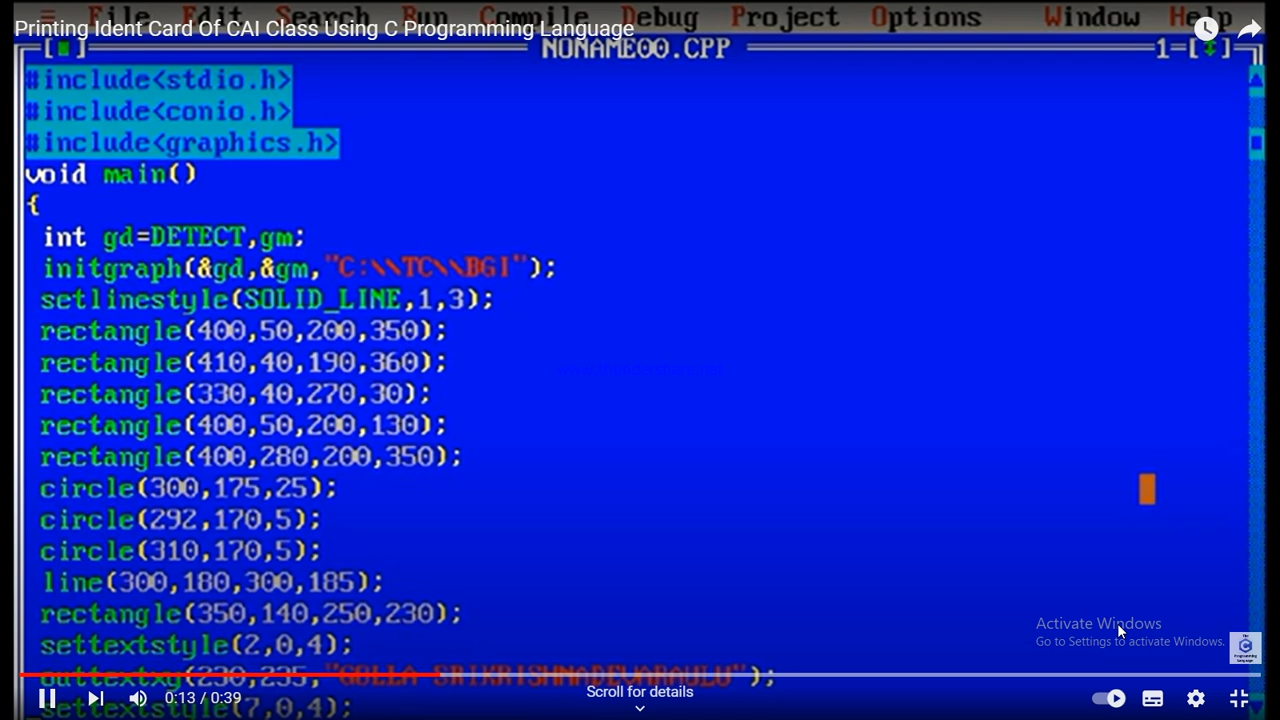 ≡ File Edit Search Run Compile Debug Project Options Window Help
Printing Ident Card Of CAI Class Using C Programming Language
NONAME00.CPP 1
#include<stdio.h>
#include<conio.h>
#include<graphics.h>
void main()
{
int gd=DETECT,gm;
initgraph(&gd,&gm,"C:\\TC\\BGI");
setlinestyle(SOLID_LINE,1,3);
rectangle(400,50,200,350);
rectangle(410,40,190,360);
rectangle(330,40,270,30);
rectangle(400,50,200,130);
rectangle(400,280,200,350);
circle(300,175,25);
circle(292,170,5);
circle(310,170,5);
line(300,180,300,185);
rectangle(350,140,250,230);
settextstyle(2,0,4);
Activate Windows
Go to Settings to activate Windows.
outtextxy(230,235, "GOLLA
settextstyle(7,0,4);
0:13 / 0:39
Scroll for details